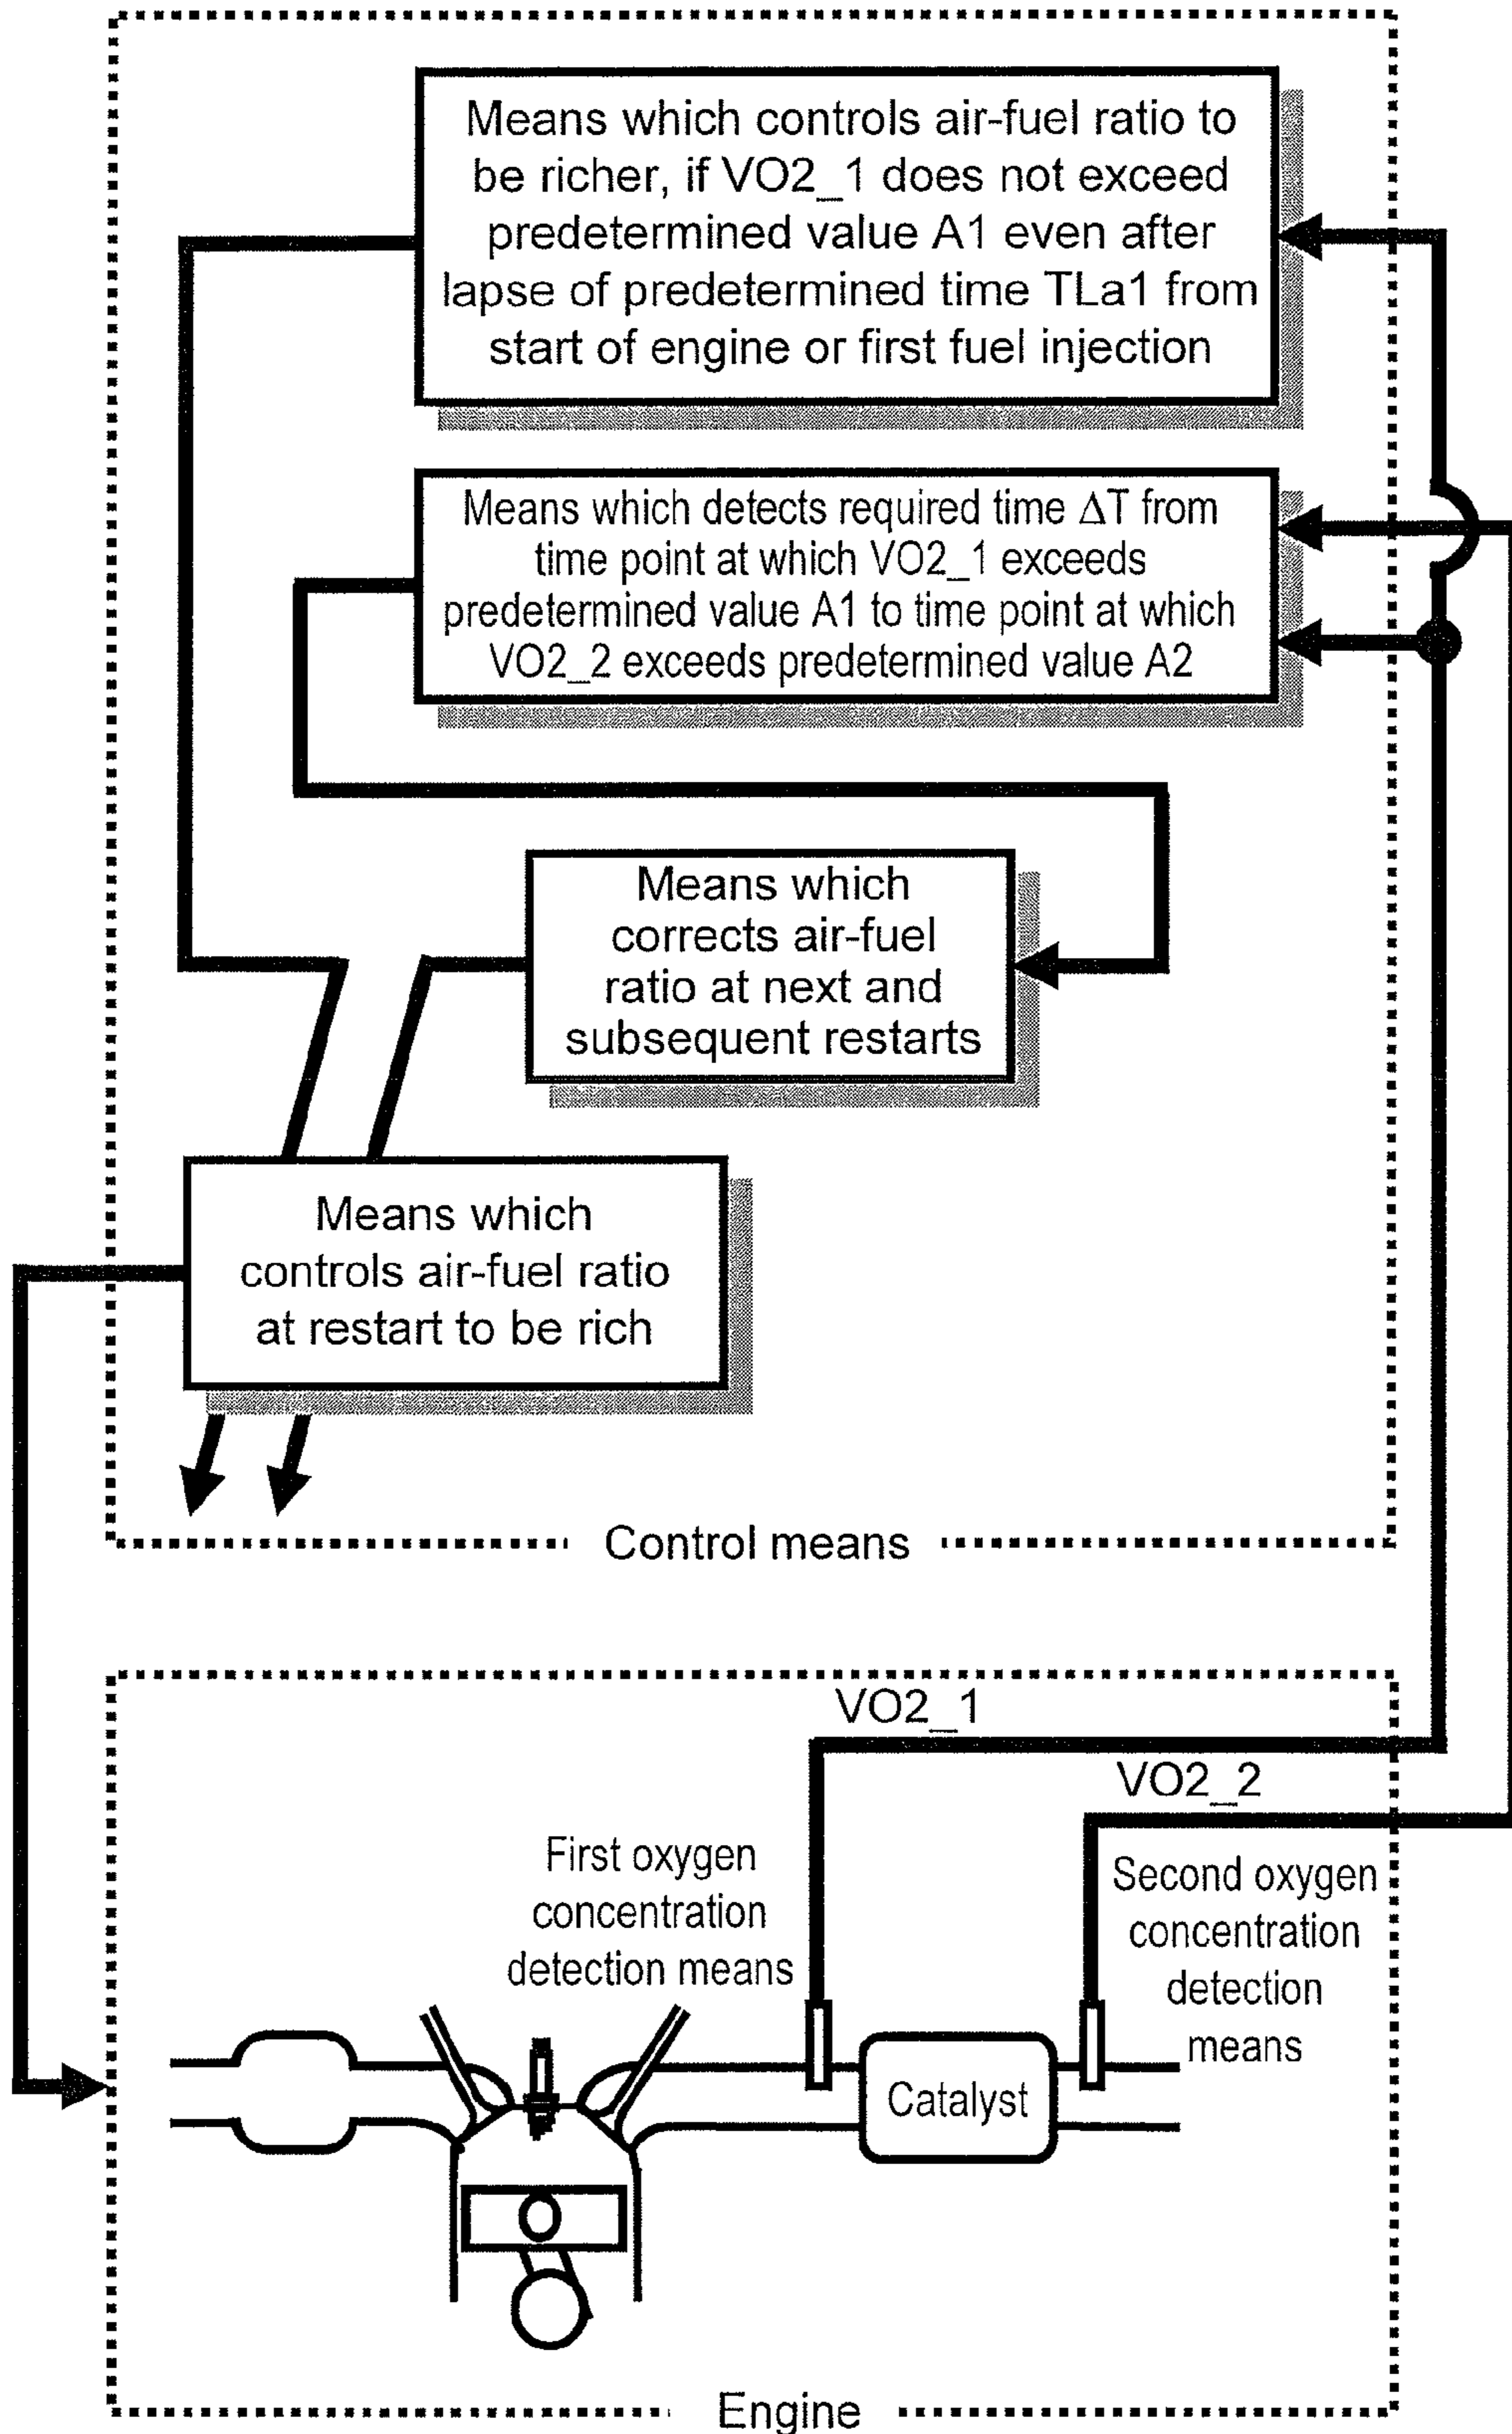 Means which controls air-fuel ratio to
be richer, if VO2_1 does not exceed
predetermined value A1 even after
lapse of predetermined time TLa1 from
start of engine or first fuel injection
Means which detects required time ΔT from
time point at which VO2_1 exceeds
predetermined value A1 to time point at which
VO2_2 exceeds predetermined value A2
Means which
corrects air-fuel
ratio at next and
subsequent restarts
Means which
controls air-fuel ratio
at restart to be rich
Control means
VO2_1
VO2_2
First oxygen
concentration
detection means
Second oxygen
concentration
detection
means
Catalyst
Engine